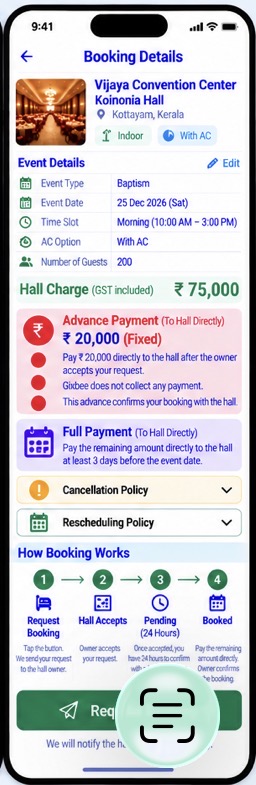 9:41
Booking Details
Vijaya Convention Center
Koinonia Hall
Kottayam, Kerala
Indoor
With AC
Event Details
Edit
Event Type Baptism
Event Date 25 Dec 2026 (Sat)
Time Slot Morning (10:00 AM – 3:00 PM)
AC Option With AC
Number of Guests 200
Hall Charge (GST included) ₹ 75,000
Advance Payment (To Hall Directly)
₹ 20,000 (Fixed)
Pay ₹ 20,000 directly to the hall after the owner
accepts your request.
Gixbee does not collect any payment.
This advance confirms your booking with the hall.
Full Payment (To Hall Directly)
Pay the remaining amount directly to the hall
at least 3 days before the event date.
Cancellation Policy
Rescheduling Policy
How Booking Works
1 2 3 4
Request
Booking
Tap the button.
We send your request
to the hall owner.
Hall Accepts
Owner accepts
your request.
Pending
(24 Hours)
Once accepted, you
have 24 hours to confirm
Booked
Pay the remaining
amount directly.
Owner confirms
booking.
We will notify the